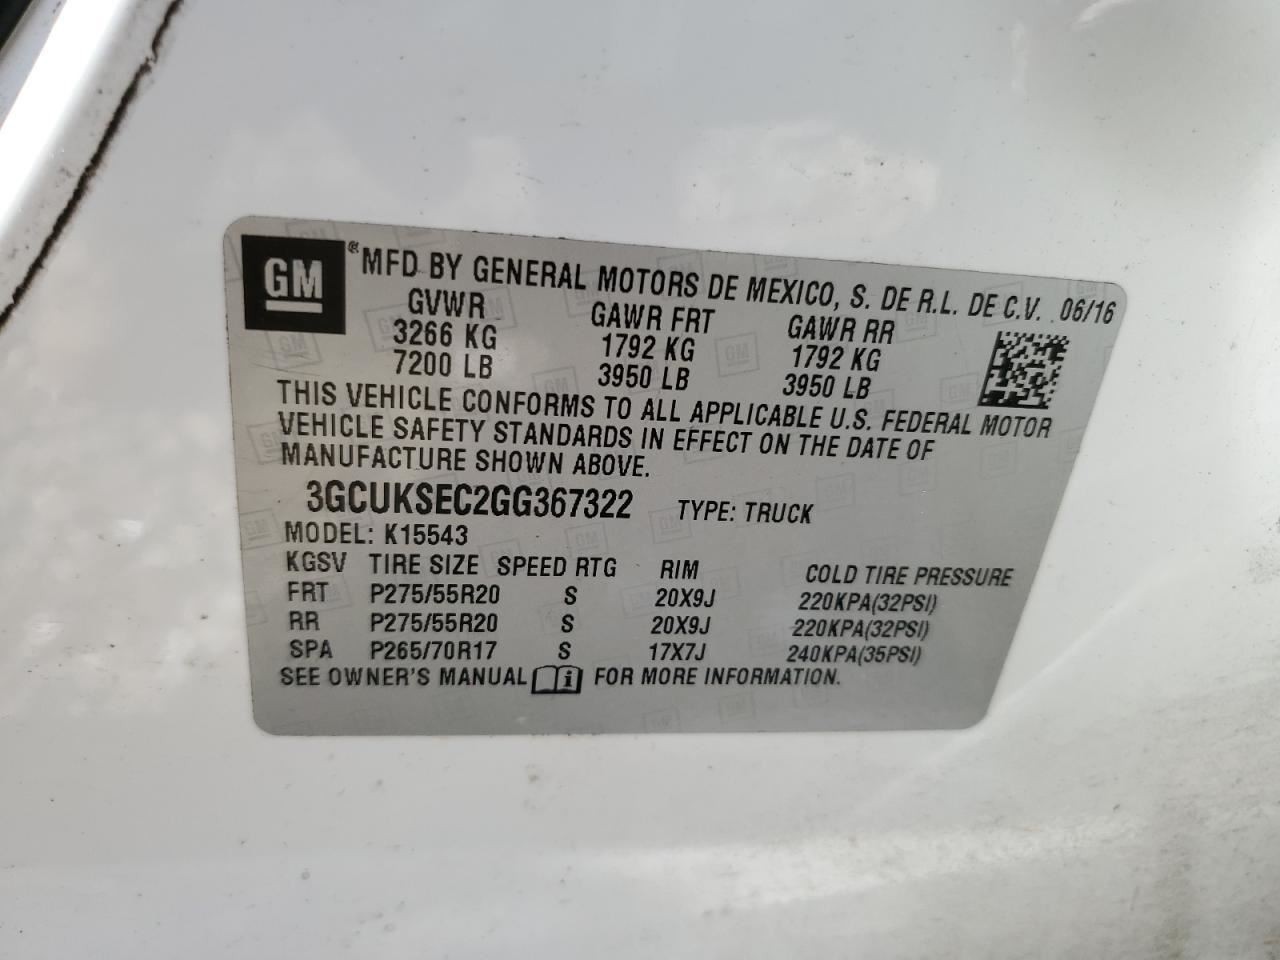 GM ® MFD BY GENERAL MOTORS DE MEXICO, S. DE R.L. DE C.V. 06/16
GVWR GAWR FRT GAWR RR
3266 KG 1792 KG 1792 KG
7200 LB 3950 LB 3950 LB
THIS VEHICLE CONFORMS TO ALL APPLICABLE U.S. FEDERAL MOTOR
VEHICLE SAFETY STANDARDS IN EFFECT ON THE DATE OF
MANUFACTURE SHOWN ABOVE.
3GCUKSEC2GG367322 TYPE: TRUCK
MODEL: K15543
KGSV TIRE SIZE SPEED RTG RIM COLD TIRE PRESSURE
FRT P275/55R20 S 20X9J 220KPA(32PSI)
RR P275/55R20 S 20X9J 220KPA(32PSI)
SPA P265/70R17 S 17X7J 240KPA(35PSI)
SEE OWNER'S MANUAL i FOR MORE INFORMATION.